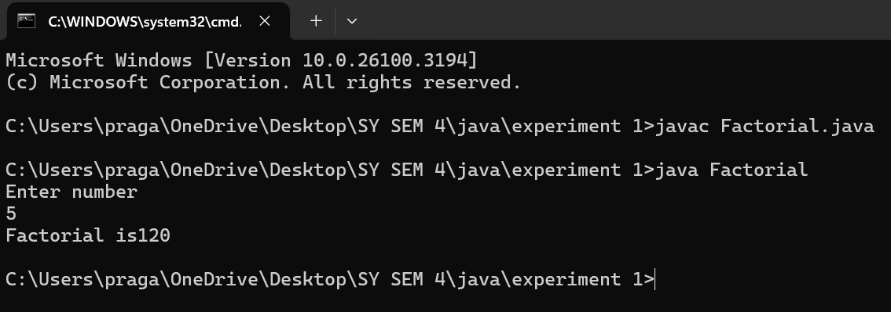 C:\WINDOWS\system32\cmd.
Microsoft Windows [Version 10.0.26100.3194]
(c) Microsoft Corporation. All rights reserved.
C:\Users\praga\OneDrive\Desktop\SY SEM 4\java\experiment 1>javac Factorial.java
C:\Users\praga\OneDrive\Desktop\SY SEM 4\java\experiment 1>java Factorial
Enter number
5
Factorial is120
C:\Users\praga\OneDrive\Desktop\SY SEM 4\java\experiment 1>